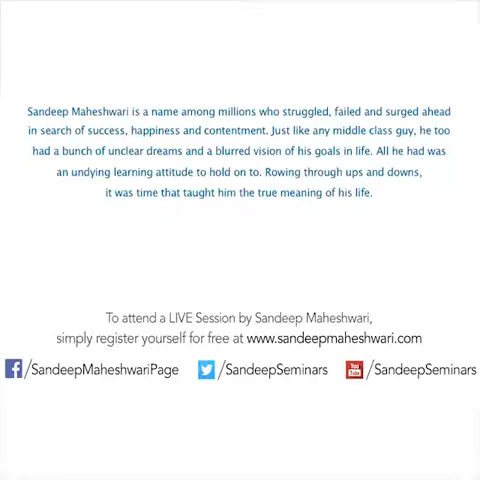 Sandeep Maheshwari is a name among millions who struggled, failed and surged ahead
in search of success, happiness and contentment. Just like any middle class guy, he too
had a bunch of unclear dreams and a blurred vision of his goals in life. All he had was
an undying learning attitude to hold on to. Rowing through ups and downs,
it was time that taught him the true meaning of his life.
To attend a LIVE Session by Sandeep Maheshwari,
simply register yourself for free at www.sandeepmaheshwari.com
f/SandeepMaheshwariPage /SandeepSeminars You Tube/SandeepSeminars